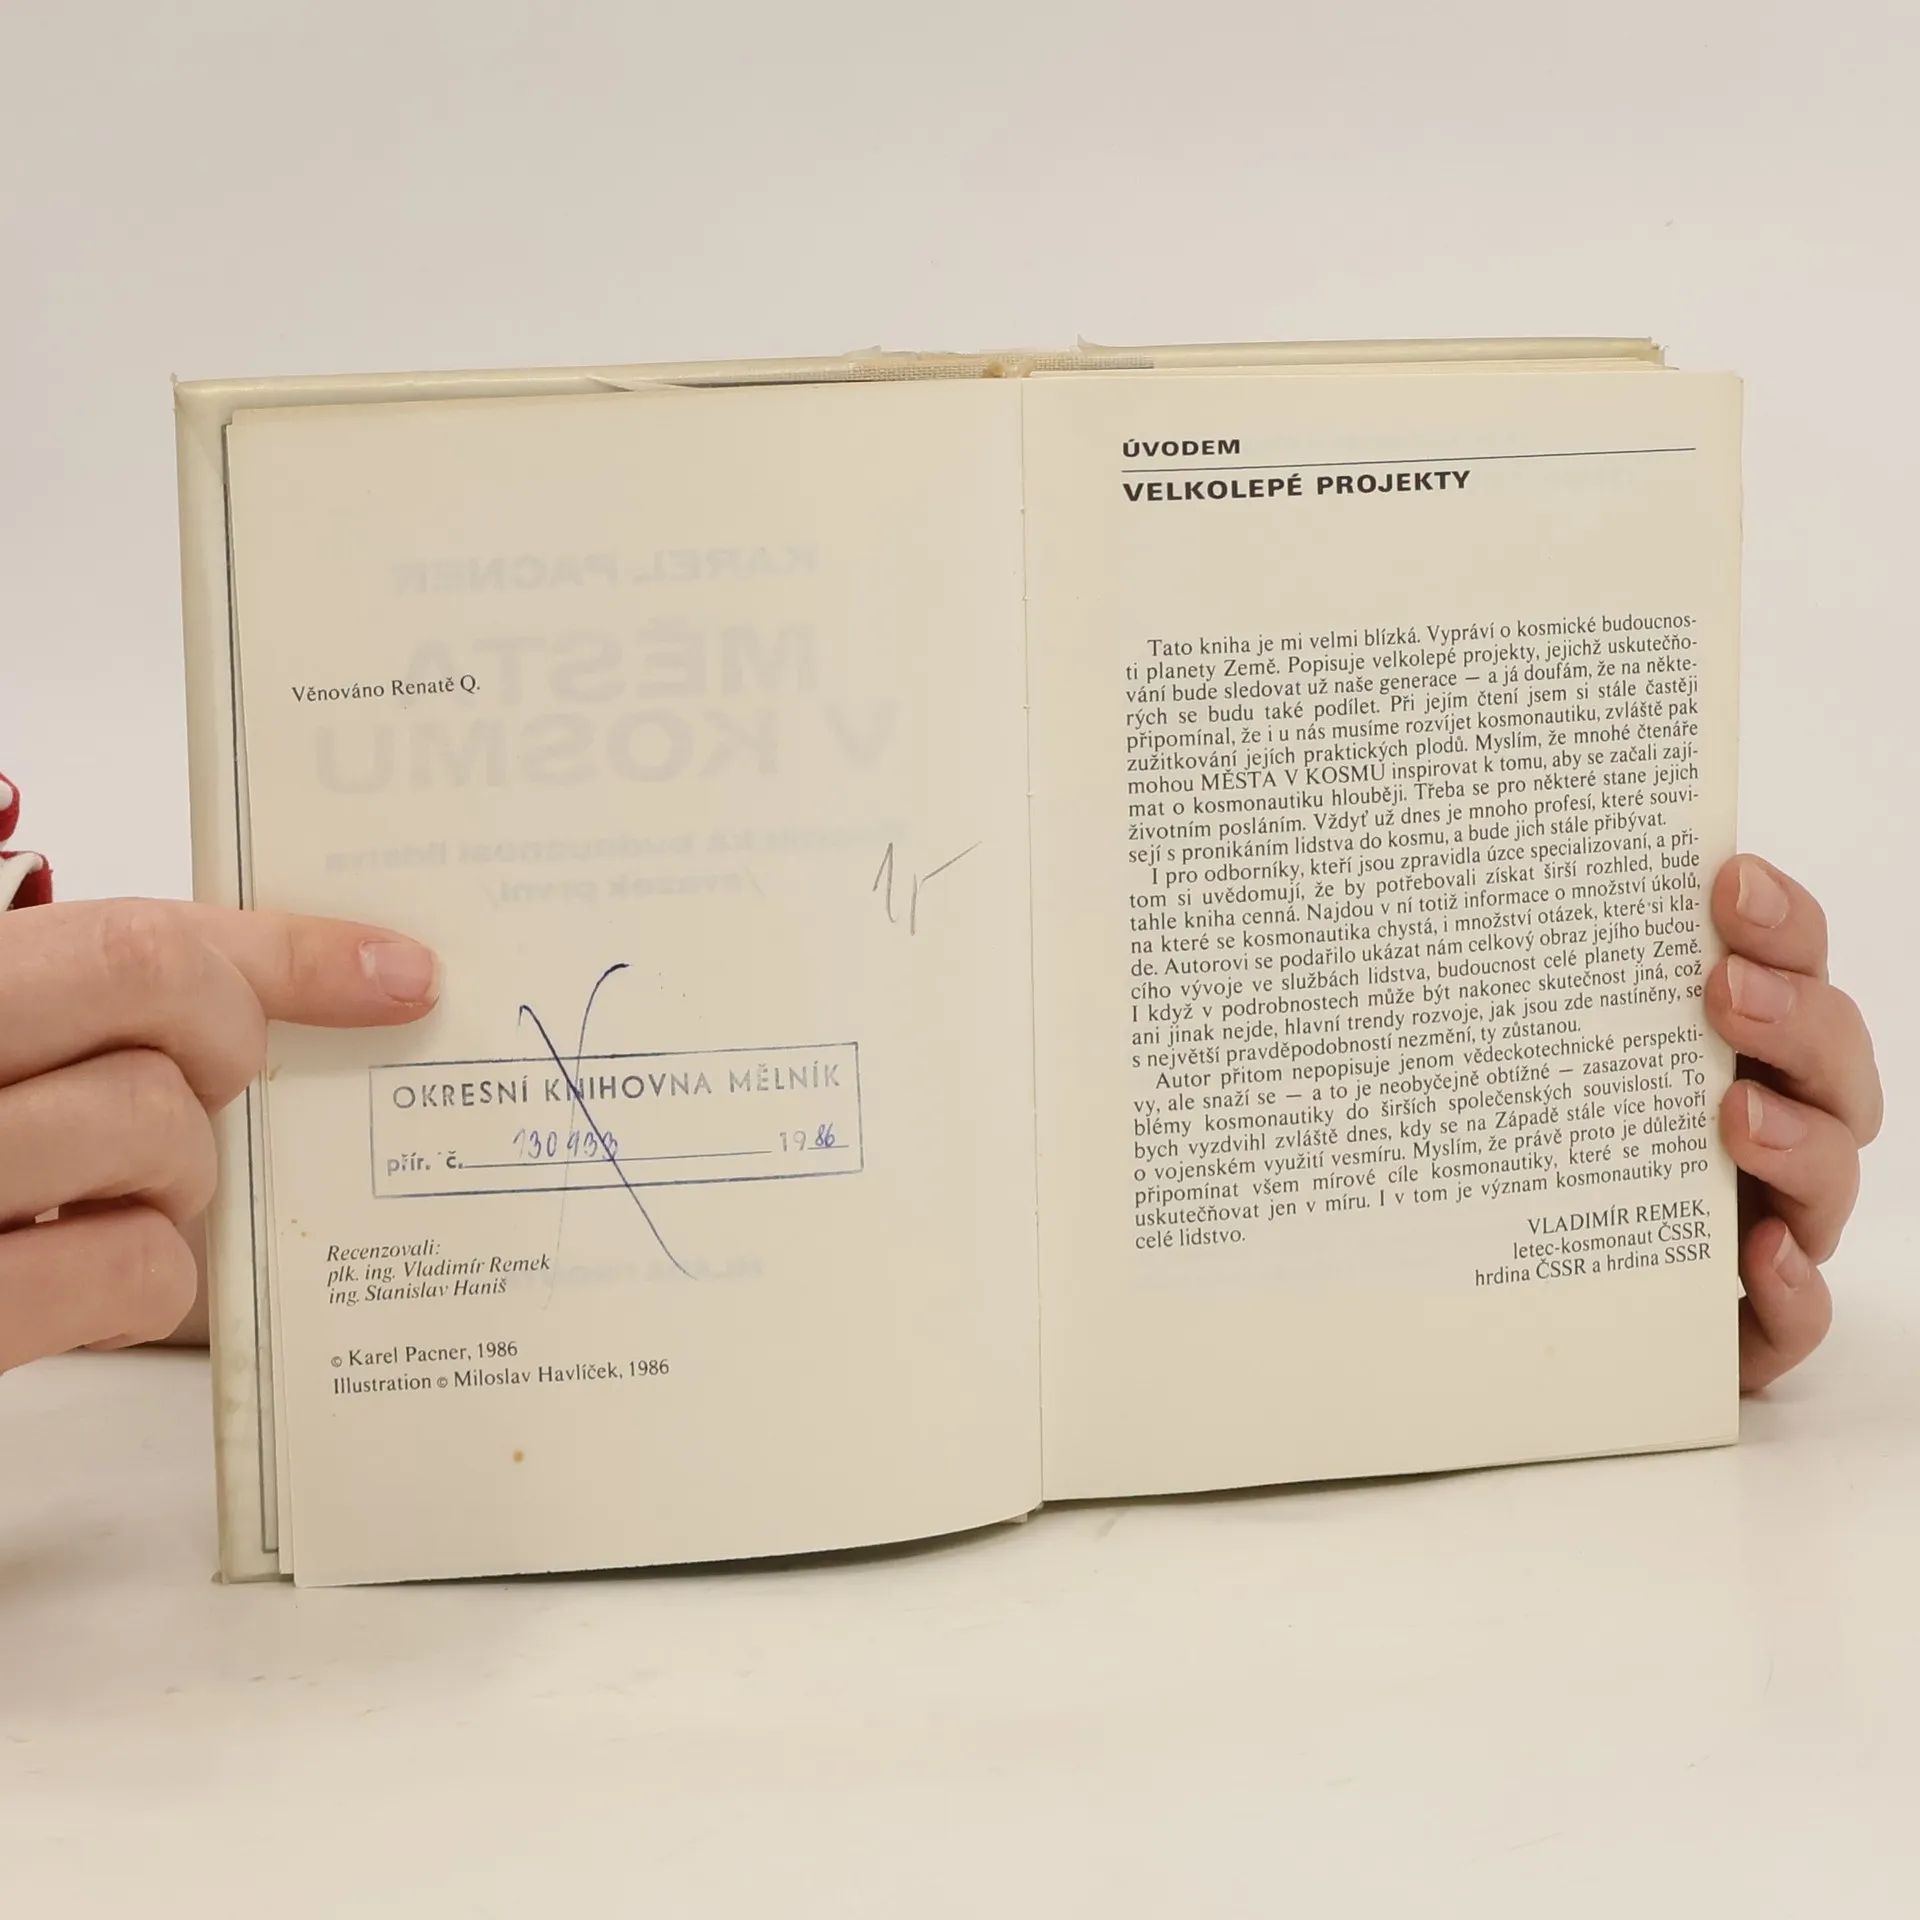 Věnováno Renatě Q.
OKRESNÍ KNIHOVNA MĚLNÍK
přír. č. 130 933 1986
Recenzovali:
plk. ing. Vladimír Remek
ing. Stanislav Haniš
© Karel Pacner, 1986
Illustration © Miloslav Havlíček, 1986
ÚVODEM
VELKOLEPÉ PROJEKTY
Tato kniha je mi velmi blízká. Vypráví o kosmické budoucnos-
ti planety Země. Popisuje velkolepé projekty, jejichž uskutečňo-
vání bude sledovat už naše generace — a já doufám, že na někte-
rých se budu také podílet. Při jejím čtení jsem si stále častěji
připomínal, že i u nás musíme rozvíjet kosmonautiku, zvláště pak
zužitkování jejích praktických plodů. Myslím, že mnohé čtenáře
mohou MĚSTA V KOSMU inspirovat k tomu, aby se začali zají-
mat o kosmonautiku hlouběji. Třeba se pro některé stane jejich
životním posláním. Vždyť už dnes je mnoho profesí, které souvi-
sejí s pronikáním lidstva do kosmu, a bude jich stále přibývat.
I pro odborníky, kteří jsou zpravidla úzce specializovaní, a při-
tom si uvědomují, že by potřebovali získat širší rozhled, bude
tahle kniha cenná. Najdou v ní totiž informace o množství úkolů,
na které se kosmonautika chystá, i množství otázek, které si kla-
de. Autorovi se podařilo ukázat nám celkový obraz jejího budou-
cího vývoje ve službách lidstva, budoucnost celé planety Země.
I když v podrobnostech může být nakonec skutečnost jiná, což
ani jinak nejde, hlavní trendy rozvoje, jak jsou zde nastíněny, se
s největší pravděpodobností nezmění, ty zůstanou.
Autor přitom nepopisuje jenom vědeckotechnické perspekti-
vy, ale snaží se — a to je neobyčejně obtížné — zasazovat pro-
blémy kosmonautiky do širších společenských souvislostí. To
bych vyzdvihl zvláště dnes, kdy se na Západě stále více hovoří
o vojenském využití vesmíru. Myslím, že právě proto je důležité
připomínat všem mírové cíle kosmonautiky, které se mohou
uskutečňovat jen v míru. I v tom je význam kosmonautiky pro
celé lidstvo.
VLADIMÍR REMEK,
letec-kosmonaut ČSSR,
hrdina ČSSR a hrdina SSSR